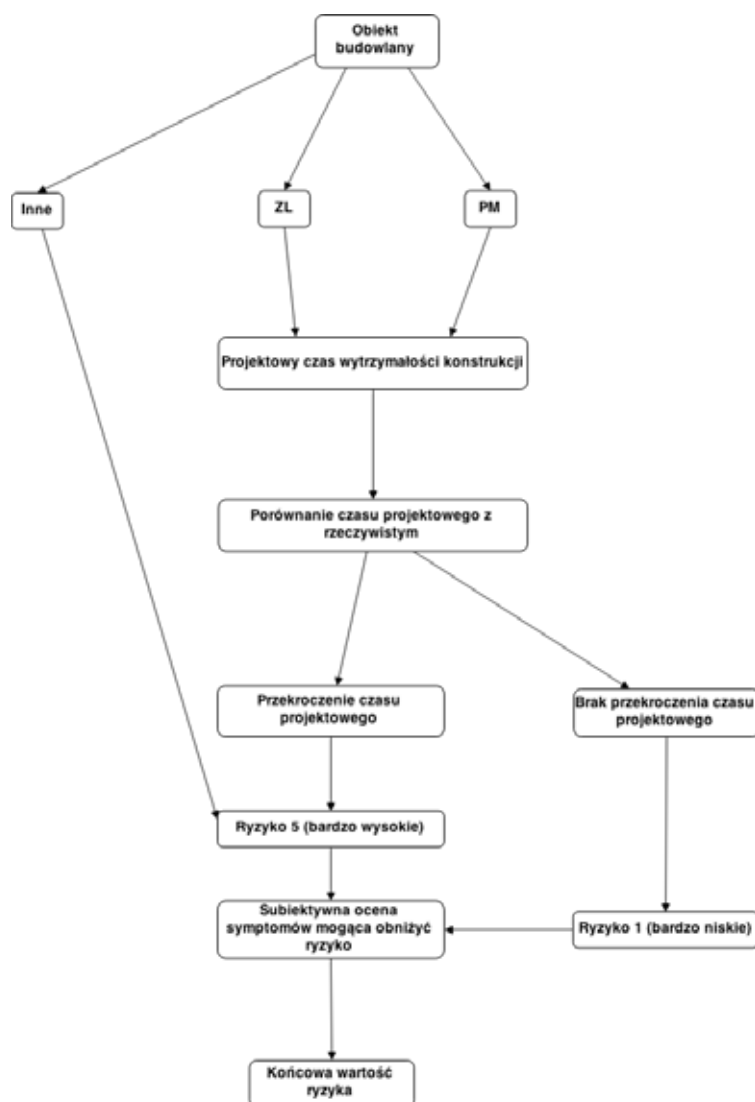 Obiekt
budowlany
Inne
ZL
PM
Projektowy czas wytrzymałości konstrukcji
Porównanie czasu projektowego z
rzeczywistym
Przekroczenie czasu
projektowego
Brak przekroczenia czasu
projektowego
Ryzyko 5 (bardzo wysokie)
Subiektywna ocena
symptomów mogąca obniżyć
ryzyko
Ryzyko 1 (bardzo niskie)
Końcowa wartość
ryzyka